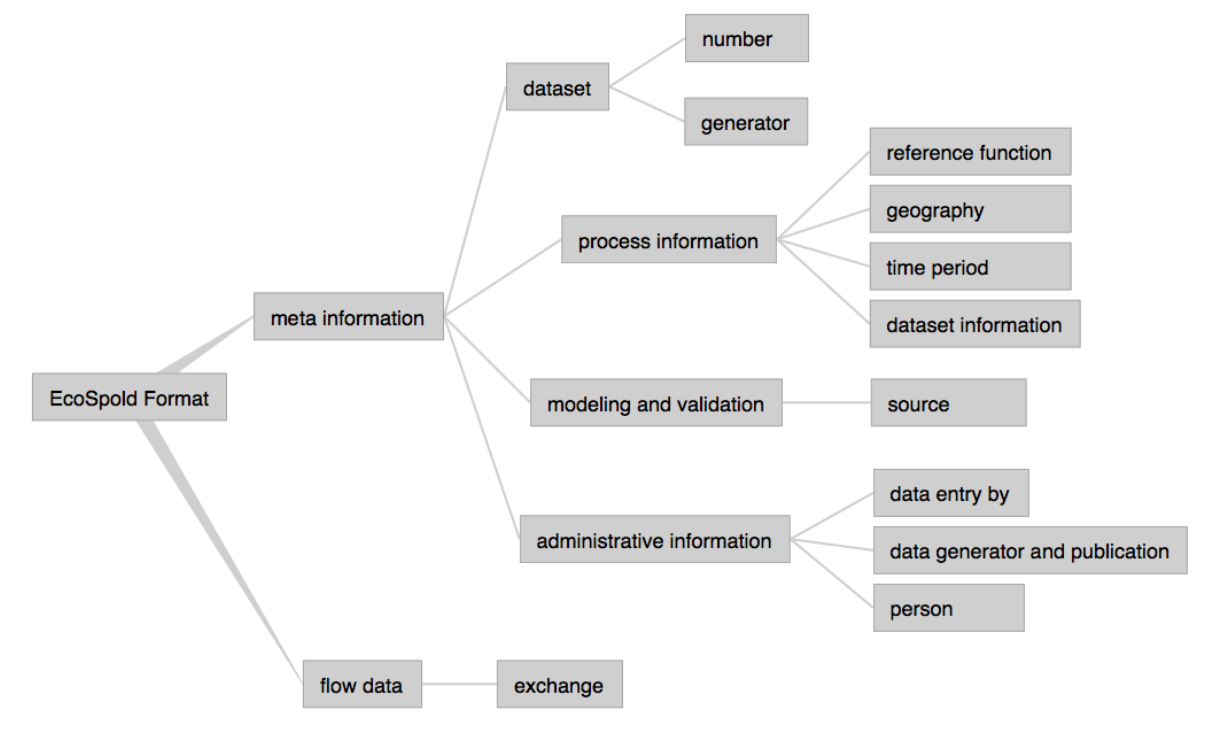 number
dataset
generator
reference function
geography
process information
time period
meta information
dataset information
EcoSpold Format
modeling and validation
source
data entry by
administrative information
data generator and publication
person
flow data
exchange